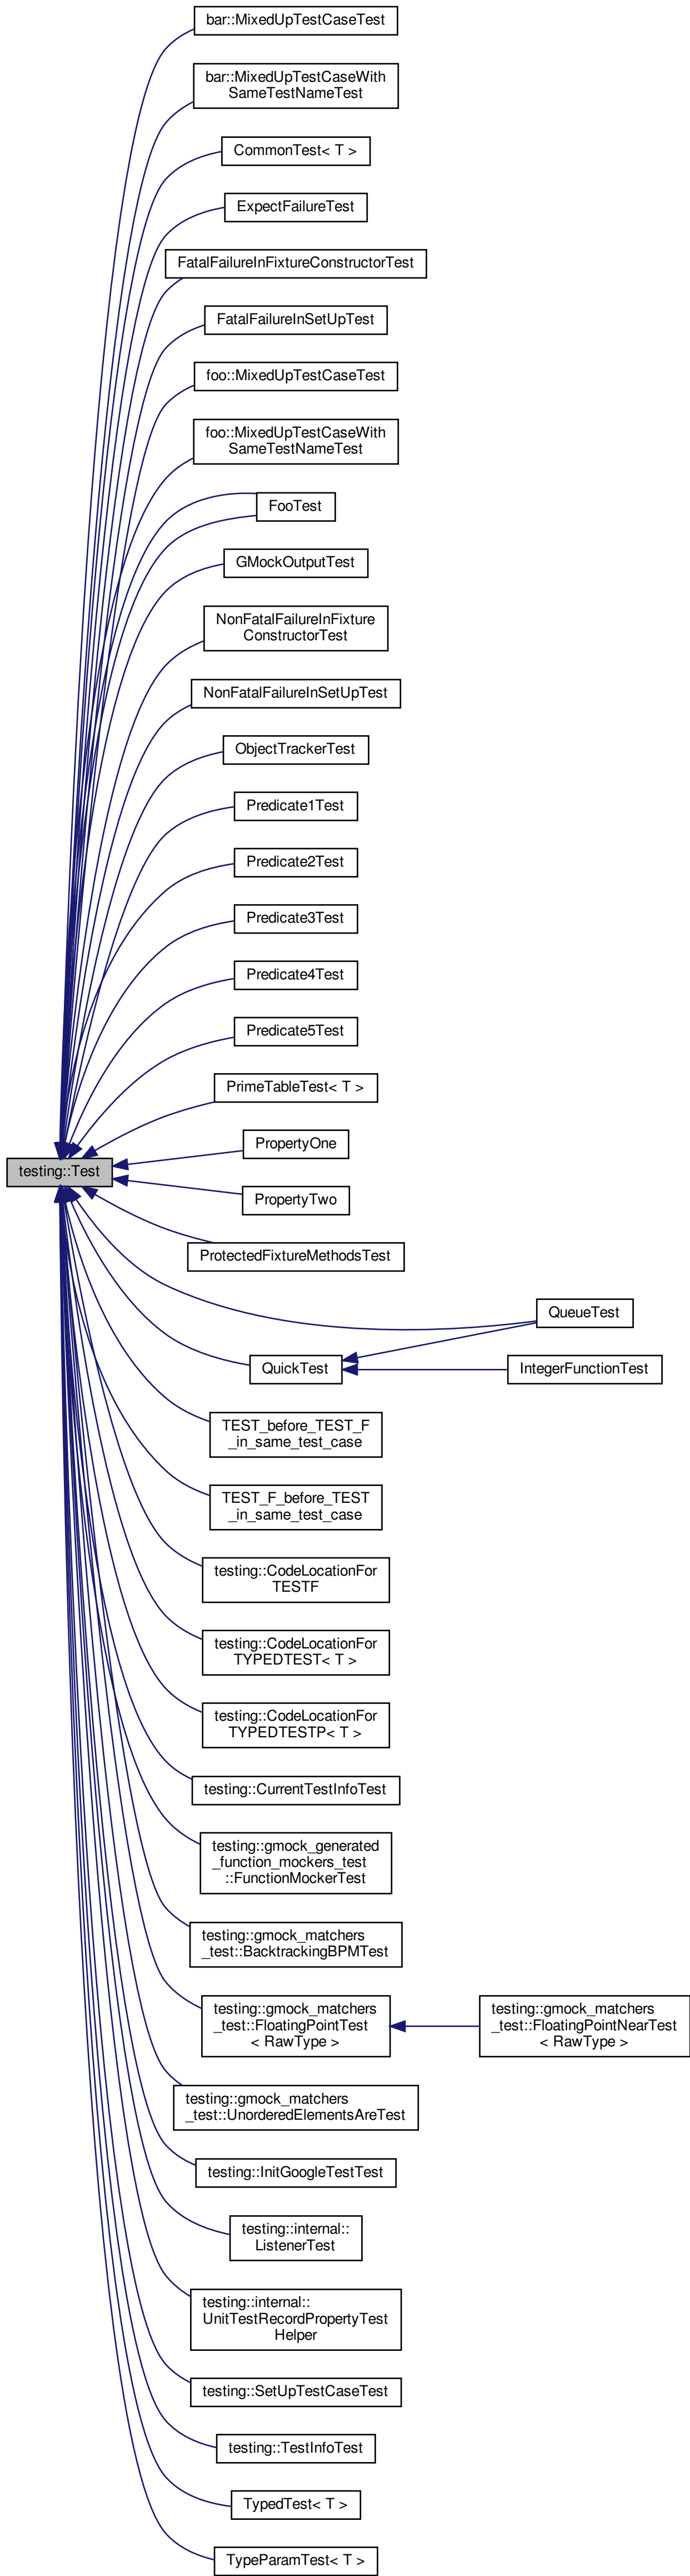 bar::MixedUpTestCaseTest
bar::MixedUpTestCaseWith
SameTestNameTest
CommonTest< T >
ExpectFailureTest
FatalFailureInFixtureConstructorTest
FatalFailureInSetUpTest
foo::MixedUpTestCaseTest
foo::MixedUpTestCaseWith
SameTestNameTest
FooTest
GMockOutputTest
NonFatalFailureInFixture
ConstructorTest
NonFatalFailureInSetUpTest
ObjectTrackerTest
Predicate1Test
Predicate2Test
Predicate3Test
Predicate4Test
Predicate5Test
PrimeTableTest< T >
PropertyOne
testing::Test
PropertyTwo
ProtectedFixtureMethodsTest
QueueTest
QuickTest
IntegerFunctionTest
TEST_before_TEST_F
_in_same_test_case
TEST_F_before_TEST
_in_same_test_case
testing::CodeLocationFor
TESTF
testing::CodeLocationFor
TYPEDTEST< T >
testing::CodeLocationFor
TYPEDTESTP< T >
testing::CurrentTestInfoTest
testing::gmock_generated
_function_mockers_test
::FunctionMockerTest
testing::gmock_matchers
_test::BacktrackingBPMTest
testing::gmock_matchers
_test::FloatingPointTest
< RawType >
testing::gmock_matchers
_test::FloatingPointNearTest
< RawType >
testing::gmock_matchers
_test::UnorderedElementsAreTest
testing::InitGoogleTestTest
testing::internal::
ListenerTest
testing::internal::
UnitTestRecordPropertyTest
Helper
testing::SetUpTestCaseTest
testing::TestInfoTest
TypedTest< T >
TypeParamTest< T >